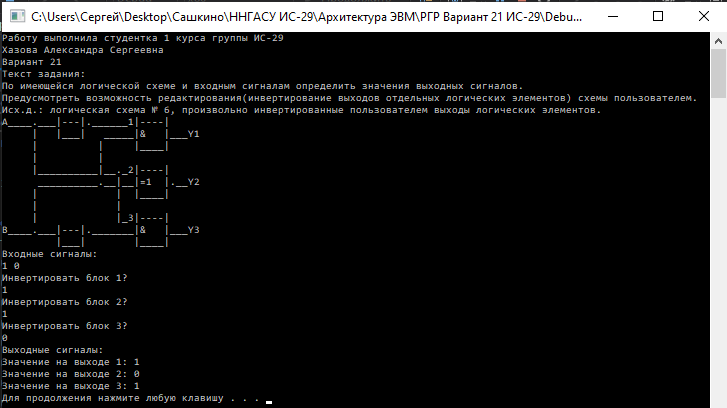 C:\Users\Сергей\Desktop\Сашкино\ННГАСУ ИС-29\Архитектура ЭВМ\РГР Вариант 21 ИС-29\Debu...
Работу выполнила студентка 1 курса группы ИС-29
Хазова Александра Сергеевна
Вариант 21
Текст задания:
По имеющейся логической схеме и входным сигналам определить значения выходных сигналов.
Предусмотреть возможность редактирования(инвертирование выходов отдельных логических элементов) схемы пользователем.
Исх.д.: логическая схема № 6, произвольно инвертированные пользователем выходы логических элементов.
A____.___|---|.______1|----|
     |   |___|   _____|&   |___Y1
     |          |     |____|
     |          |
     |__________|__._2|----|
      __________.__|__|=1  |.__Y2
     |             |  |____|
     |             |
     |             |_3|----|
B____.___|---|._______|&   |___Y3
         |___|        |____|
Входные сигналы:
1 0
Инвертировать блок 1?
1
Инвертировать блок 2?
1
Инвертировать блок 3?
0
Выходные сигналы:
Значение на выходе 1: 1
Значение на выходе 2: 0
Значение на выходе 3: 1
Для продолжения нажмите любую клавишу . . . _